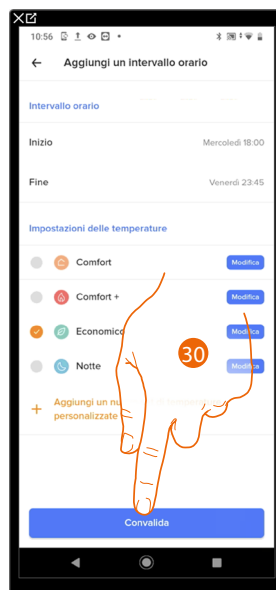 10:56
Aggiungi un intervallo orario
Intervallo orario
Inizio Mercoledì 18:00
Fine Venerdì 23:45
Impostazioni delle temperature
Comfort Modifica
Comfort + Modifica
Economico Modifica
Notte Modifica
30
+ Aggiungi un
personalizzate
Convalida